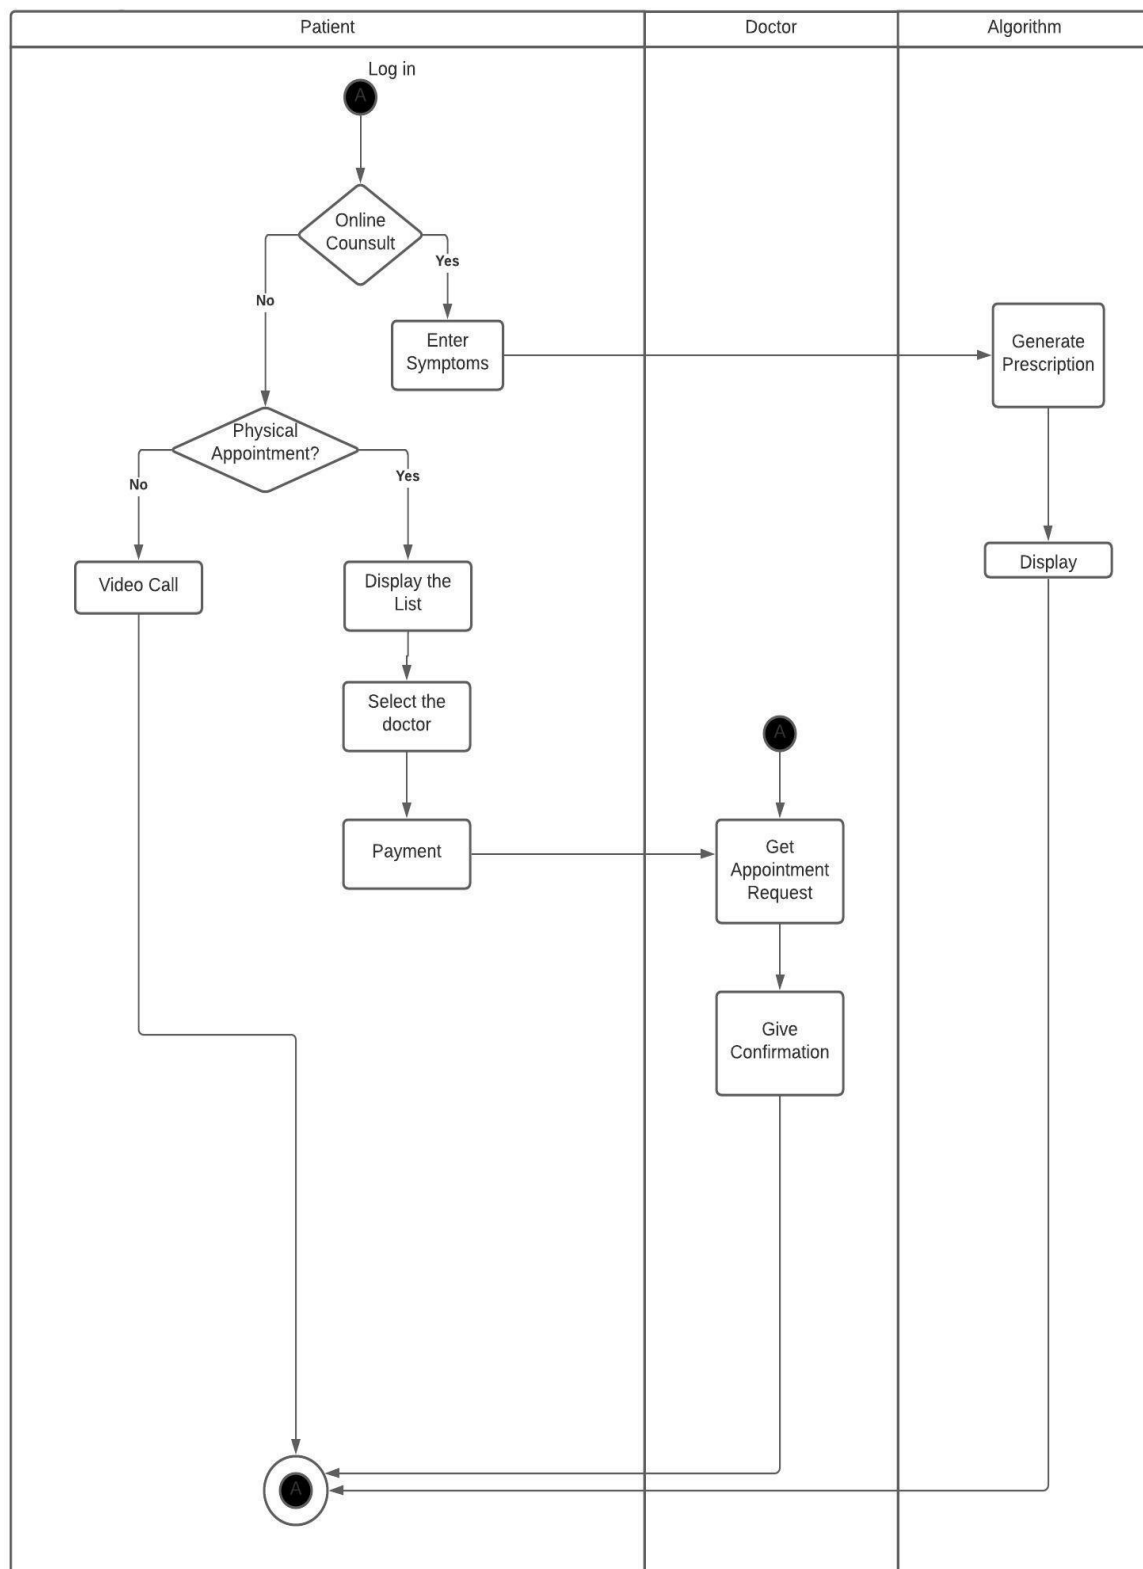 Patient
Doctor
Algorithm
Log in
A
Online
Counsult
Yes
No
Enter
Symptoms
Generate
Prescription
Physical
Appointment?
No
Yes
Video Call
Display the
List
Display
Select the
doctor
A
Payment
Get
Appointment
Request
Give
Confirmation
A